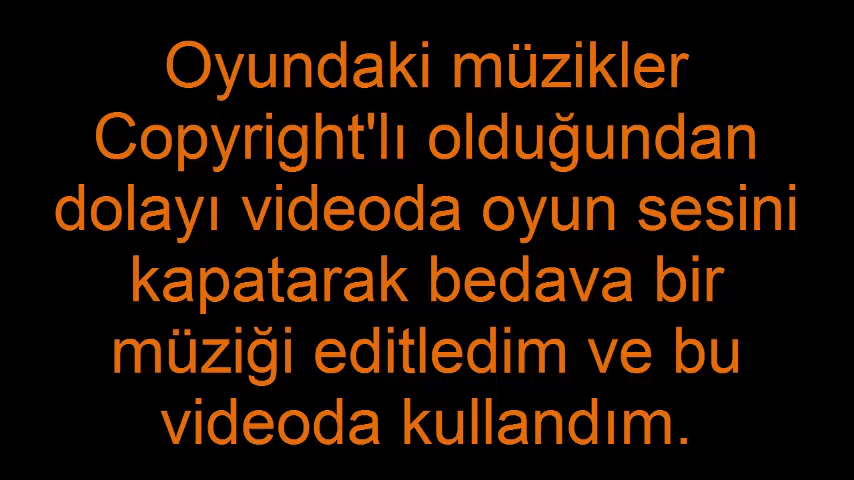 Oyundaki müzikler
Copyright'lı olduğundan
dolayı videoda oyun sesini
kapatarak bedava bir
müziği editledim ve bu
videoda kullandım.